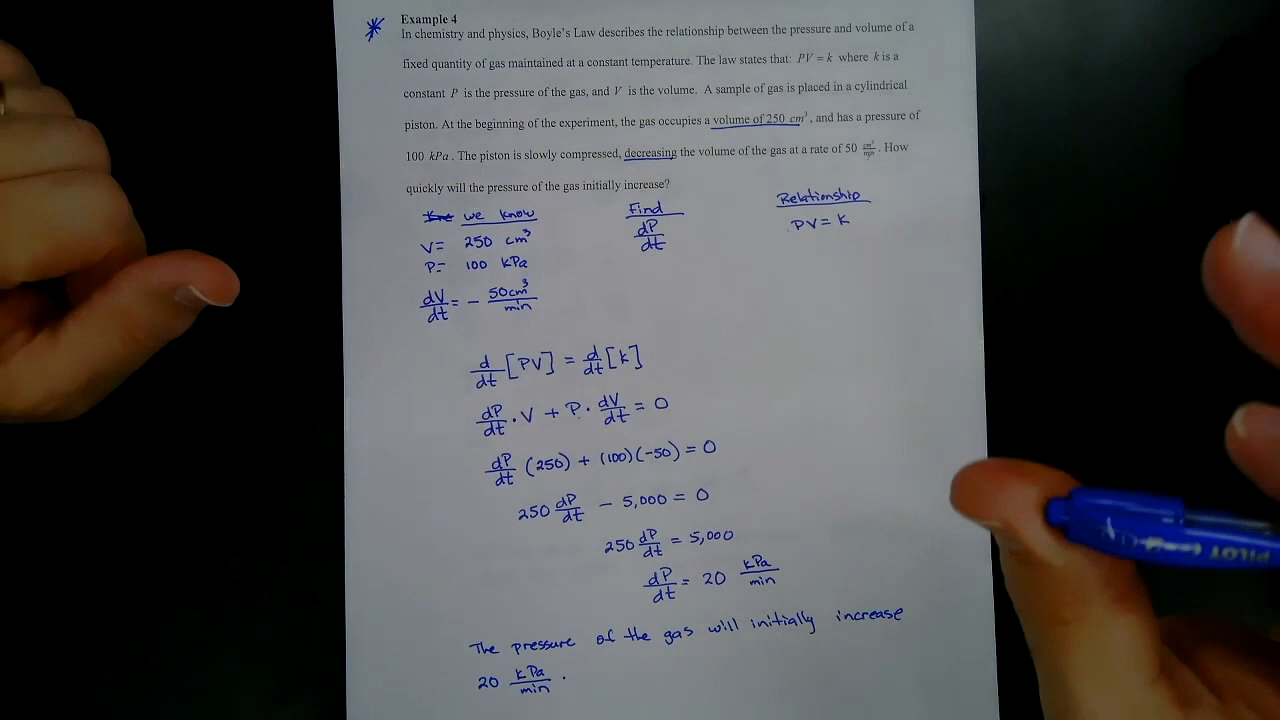 Example 4
In chemistry and physics, Boyle's Law describes the relationship between the pressure and volume of a
fixed quantity of gas maintained at a constant temperature. The law states that: PV = k where k is a
constant P is the pressure of the gas, and V is the volume. A sample of gas is placed in a cylindrical
piston. At the beginning of the experiment, the gas occupies a volume of 250 cm³, and has a pressure of
100 kPa. The piston is slowly compressed, decreasing the volume of the gas at a rate of 50 cm³/min. How
quickly will the pressure of the gas initially increase?
we know
V= 250 cm³
P= 100 kPa
dV/dt = - 50cm³/min
Find
dP/dt
Relationship
PV = K
d/dt [PV] = d/dt [k]
dP/dt · V + P · dV/dt = 0
dP/dt (250) + (100)(-50) = 0
250 dP/dt - 5,000 = 0
250 dP/dt = 5,000
dP/dt = 20 kPa/min
The pressure of the gas will initially increase
20 kPa/min.
PILOT